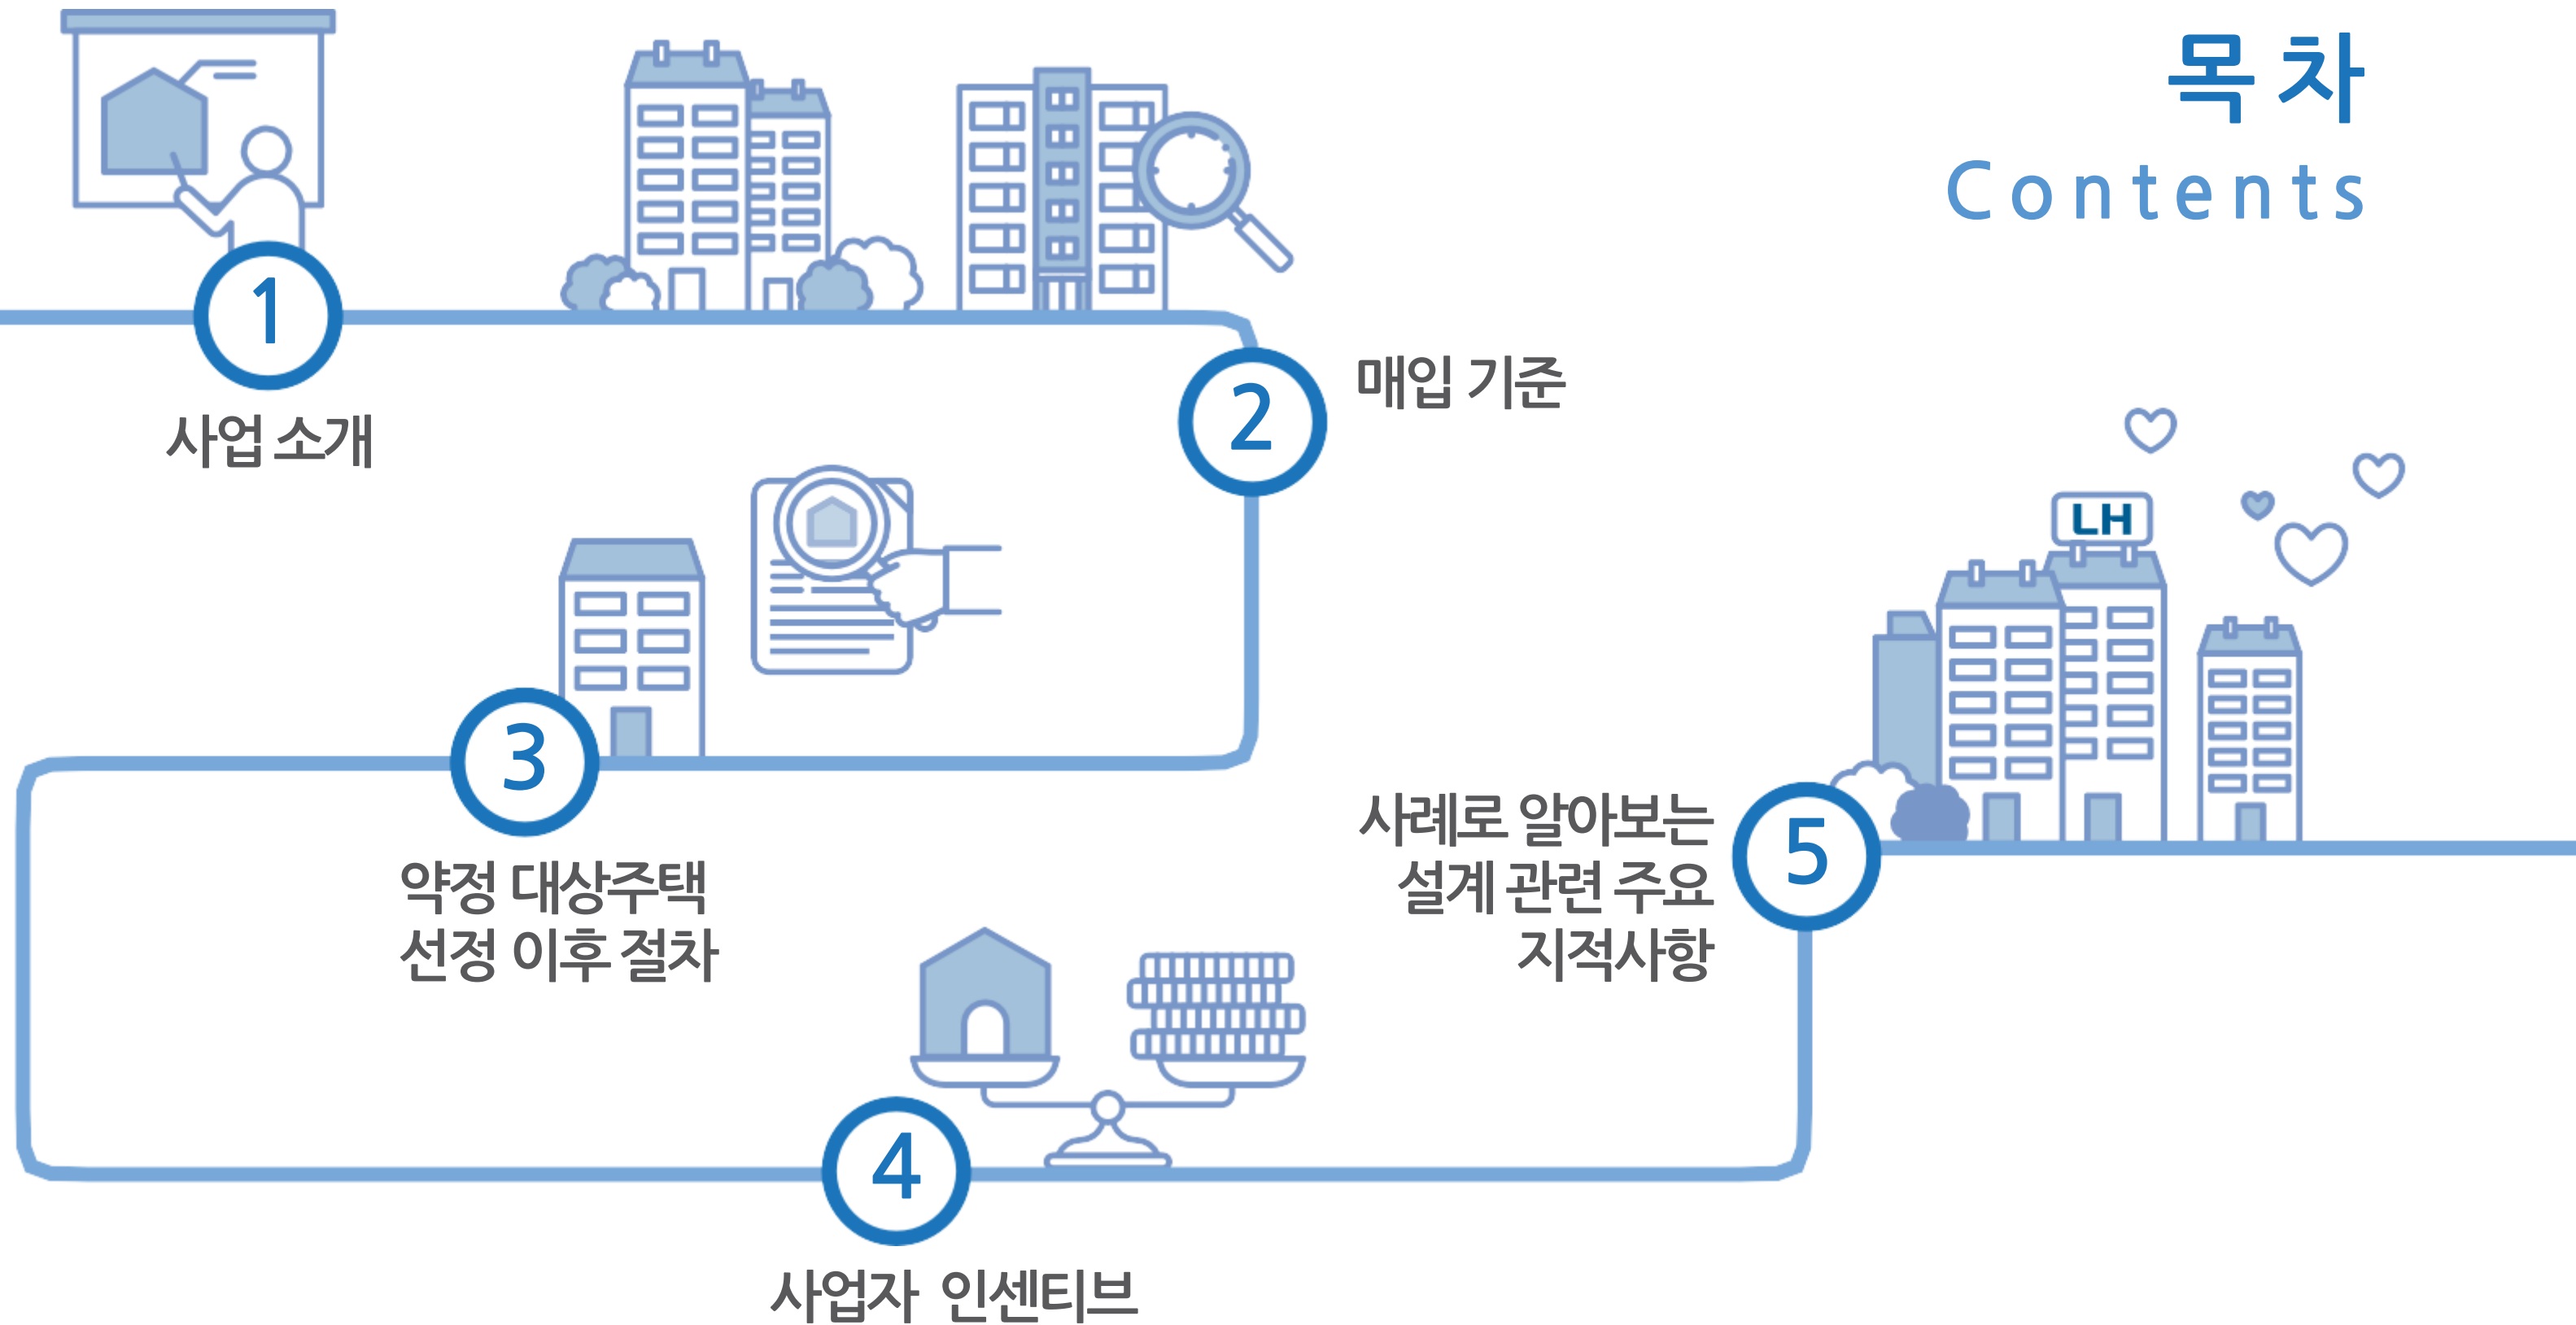 목 차
Contents
1
사업 소개
2
매입 기준
3
약정 대상주택
선정 이후 절차
4
사업자 인센티브
5
사례로 알아보는
설계 관련 주요
지적사항
LH